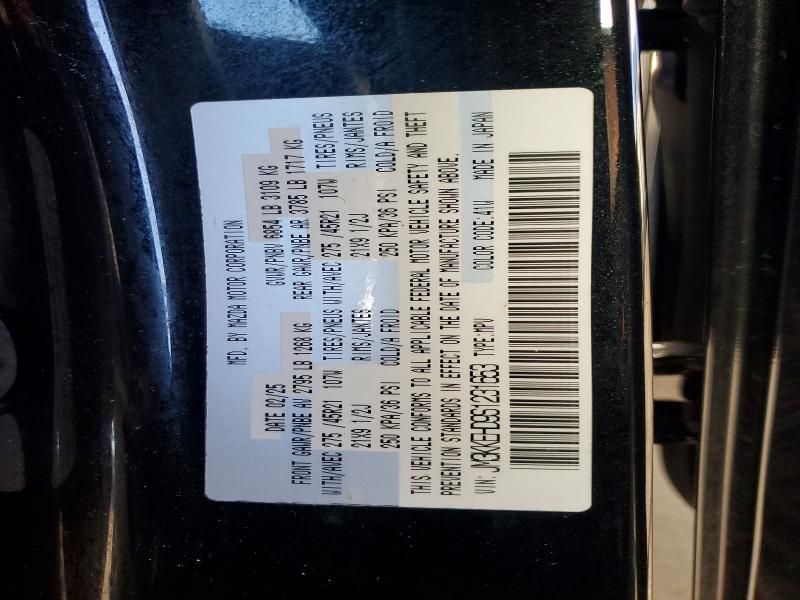 MFD. BY MAZDA MOTOR CORPORATION
DATE 02/25 GVWR/PNBV 6854 LB 3109 KG
FRONT GAWR/PNBE AV 2795 LB 1268 KG REAR GAWR/PNBE AR 3785 LB 1717 KG
WITH/AVEC 275 /45R21 107W TIRES/PNEUS WITH/AVEC 275 /45R21 107W TIRES/PNEUS
21X9 1/2J RIMS/JANTES 21X9 1/2J RIMS/JANTES
250 KPA/36 PSI COLD/A FROID 250 KPA/36 PSI COLD/A FROID
THIS VEHICLE CONFORMS TO ALL APPLICABLE FEDERAL MOTOR VEHICLE SAFETY AND THEFT
PREVENTION STANDARDS IN EFFECT ON THE DATE OF MANUFACTURE SHOWN ABOVE.
VIN: JM3KKEHD9S1231663 TYPE:MPV COLOR CODE:41W MADE IN JAPAN